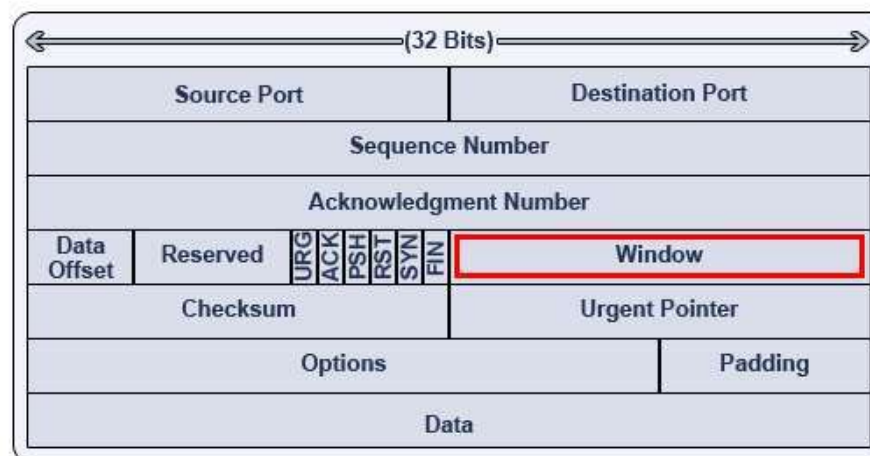 (32 Bits)
Source Port Destination Port
Sequence Number
Acknowledgment Number
Data Offset Reserved URG ACK PSH RST SYN FIN Window
Checksum Urgent Pointer
Options Padding
Data